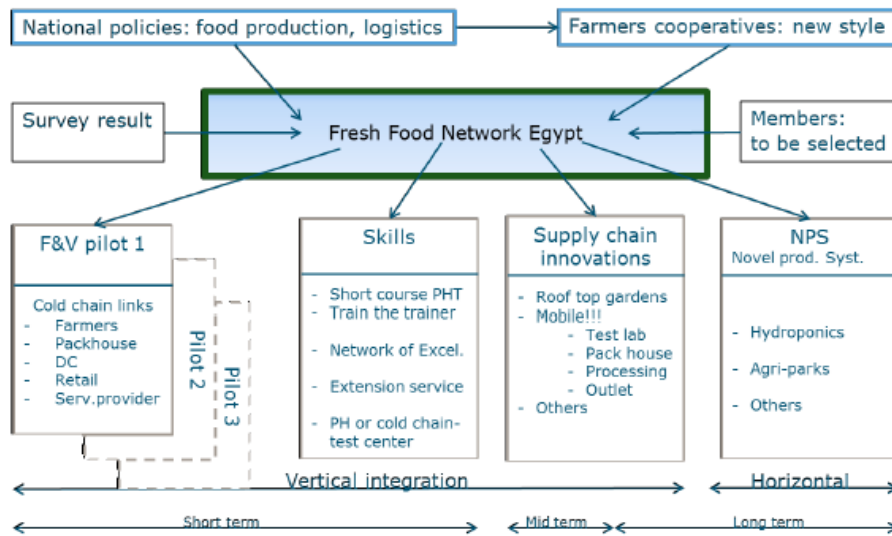 National policies: food production, logistics
Farmers cooperatives: new style
Survey result
Fresh Food Network Egypt
Members:
to be selected
F&V pilot 1
Cold chain links
- Farmers
- Packhouse
- DC
- Retail
- Serv.provider
Pilot 2
Pilot 3
Skills
- Short course PHT
- Train the trainer
- Network of Excel.
- Extension service
- PH or cold chain-
test center
Supply chain
innovations
- Roof top gardens
- Mobile!!!
- Test lab
- Pack house
- Processing
- Outlet
- Others
NPS
Novel prod. Syst.
- Hydroponics
- Agri-parks
- Others
Vertical integration
Horizontal
Short term
Mid term
Long term